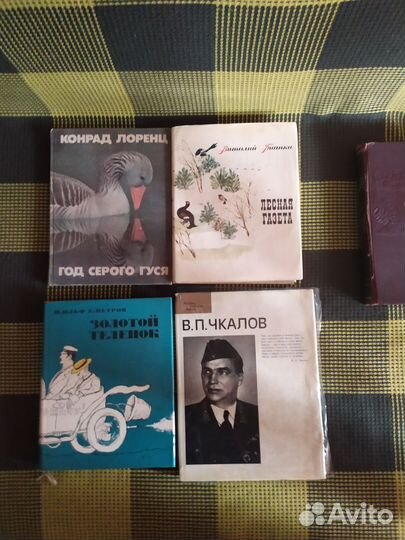 КОНРАД ЛОРЕНЦ
ГОД СЕРОГО ГУСЯ
Виталий Бианки
ЛЕСНАЯ
ГАЗЕТА
И.ИЛЬФ Е.ПЕТРОВ
ЗОЛОТОЙ
ТЕЛЕНОК
В.П.ЧКАЛОВ
Avito